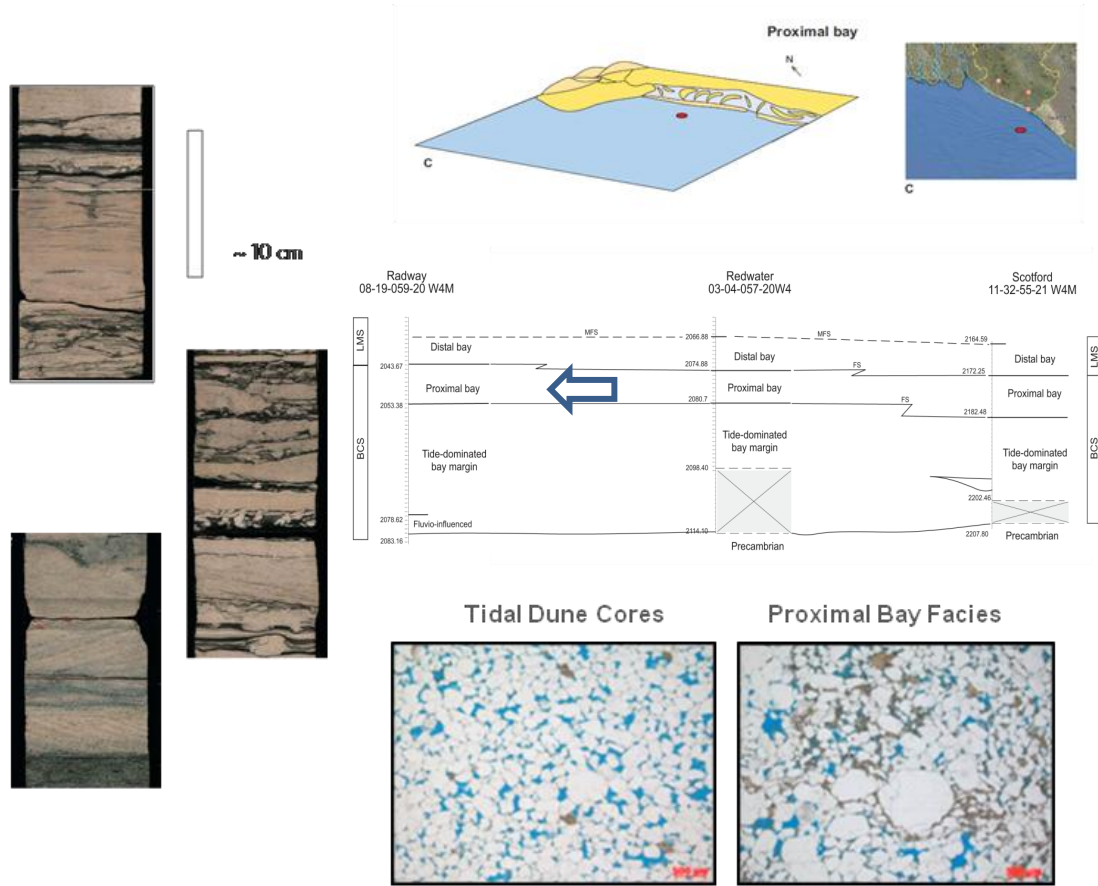 Proximal bay
N
C
C
~ 10 cm
Radway
08-19-059-20 W4M
Redwater
03-04-057-20W4
Scotford
11-32-55-21 W4M
LMS
BCS
MFS
MFS
2066.88
2164.59
LMS
BCS
Distal bay
Distal bay
Distal bay
2043.67
2074.88
FS
2172.25
Proximal bay
Proximal bay
Proximal bay
2053.38
2080.7
FS
2182.48
Tide-dominated
bay margin
Tide-dominated
bay margin
Tide-dominated
bay margin
2098.40
2202.46
2078.62
Fluvio-influenced
2083.16
2114.10
Precambrian
2207.80
Precambrian
Tidal Dune Cores
Proximal Bay Facies